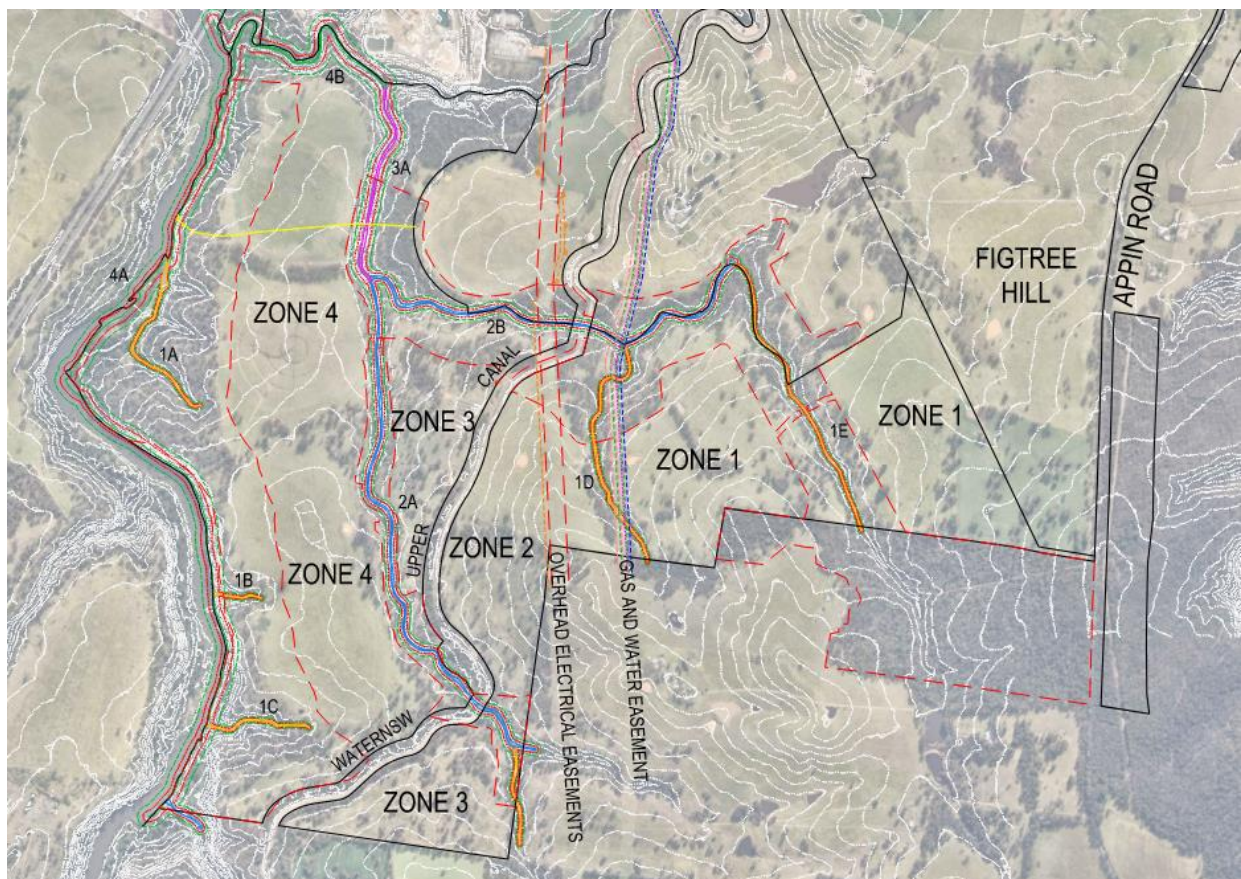 4B
3A
4A
ZONE 4
FIGTREE
HILL
APPIN ROAD
1A
2B
CANAL
ZONE 3
ZONE 1
ZONE 1
1E
1D
2A
UPPER
ZONE 2
1B
ZONE 4
OVERHEAD ELECTRICAL EASEMENTS
GAS AND WATER EASEMENT
1C
WATERNSW
ZONE 3